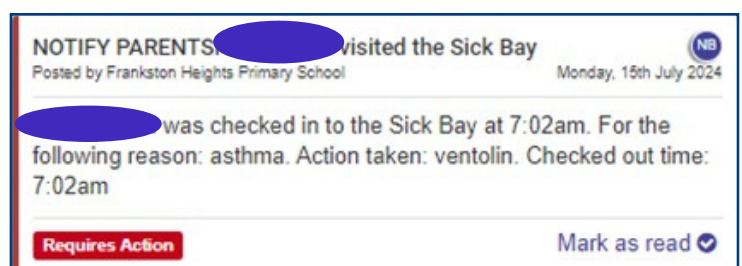 NOTIFY PARENTS: visited the Sick Bay
NB
Posted by Frankston Heights Primary School Monday, 15th July 2024
was checked in to the Sick Bay at 7:02am. For the
following reason: asthma. Action taken: ventolin. Checked out time:
7:02am
Requires Action Mark as read